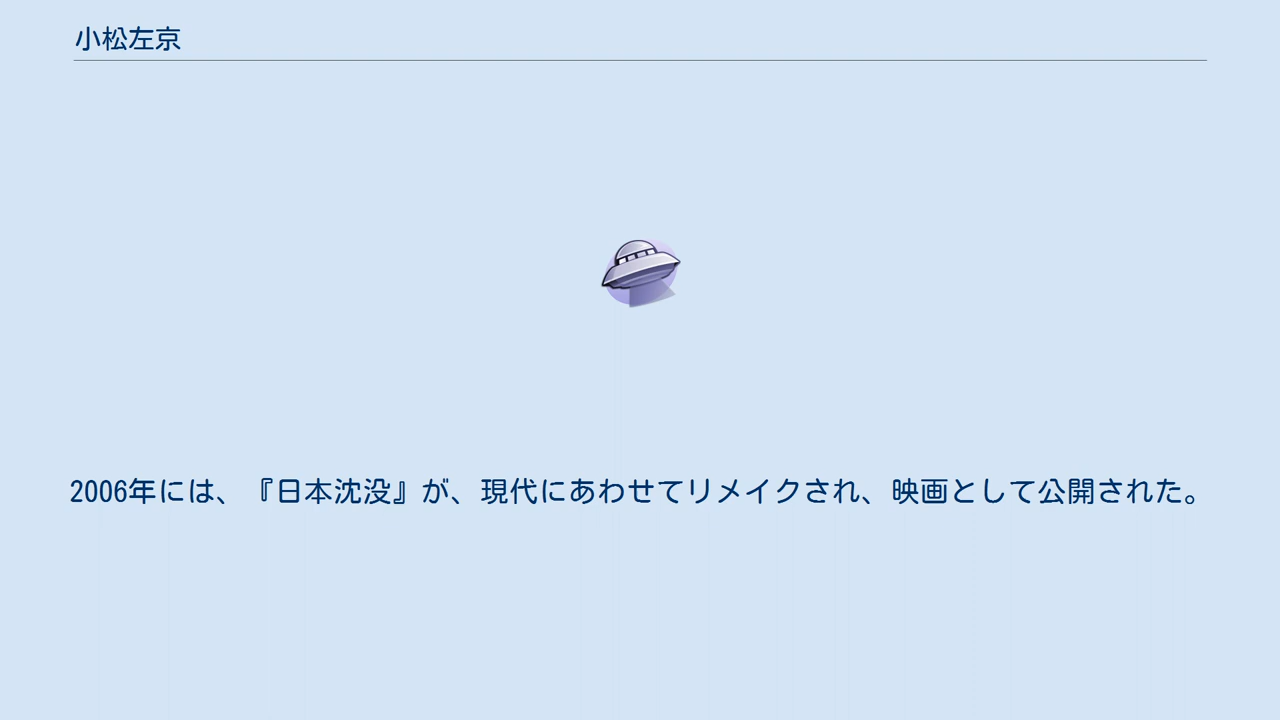 小松左京
2006年には、『日本沈没』が、現代にあわせてリメイクされ、映画として公開された。